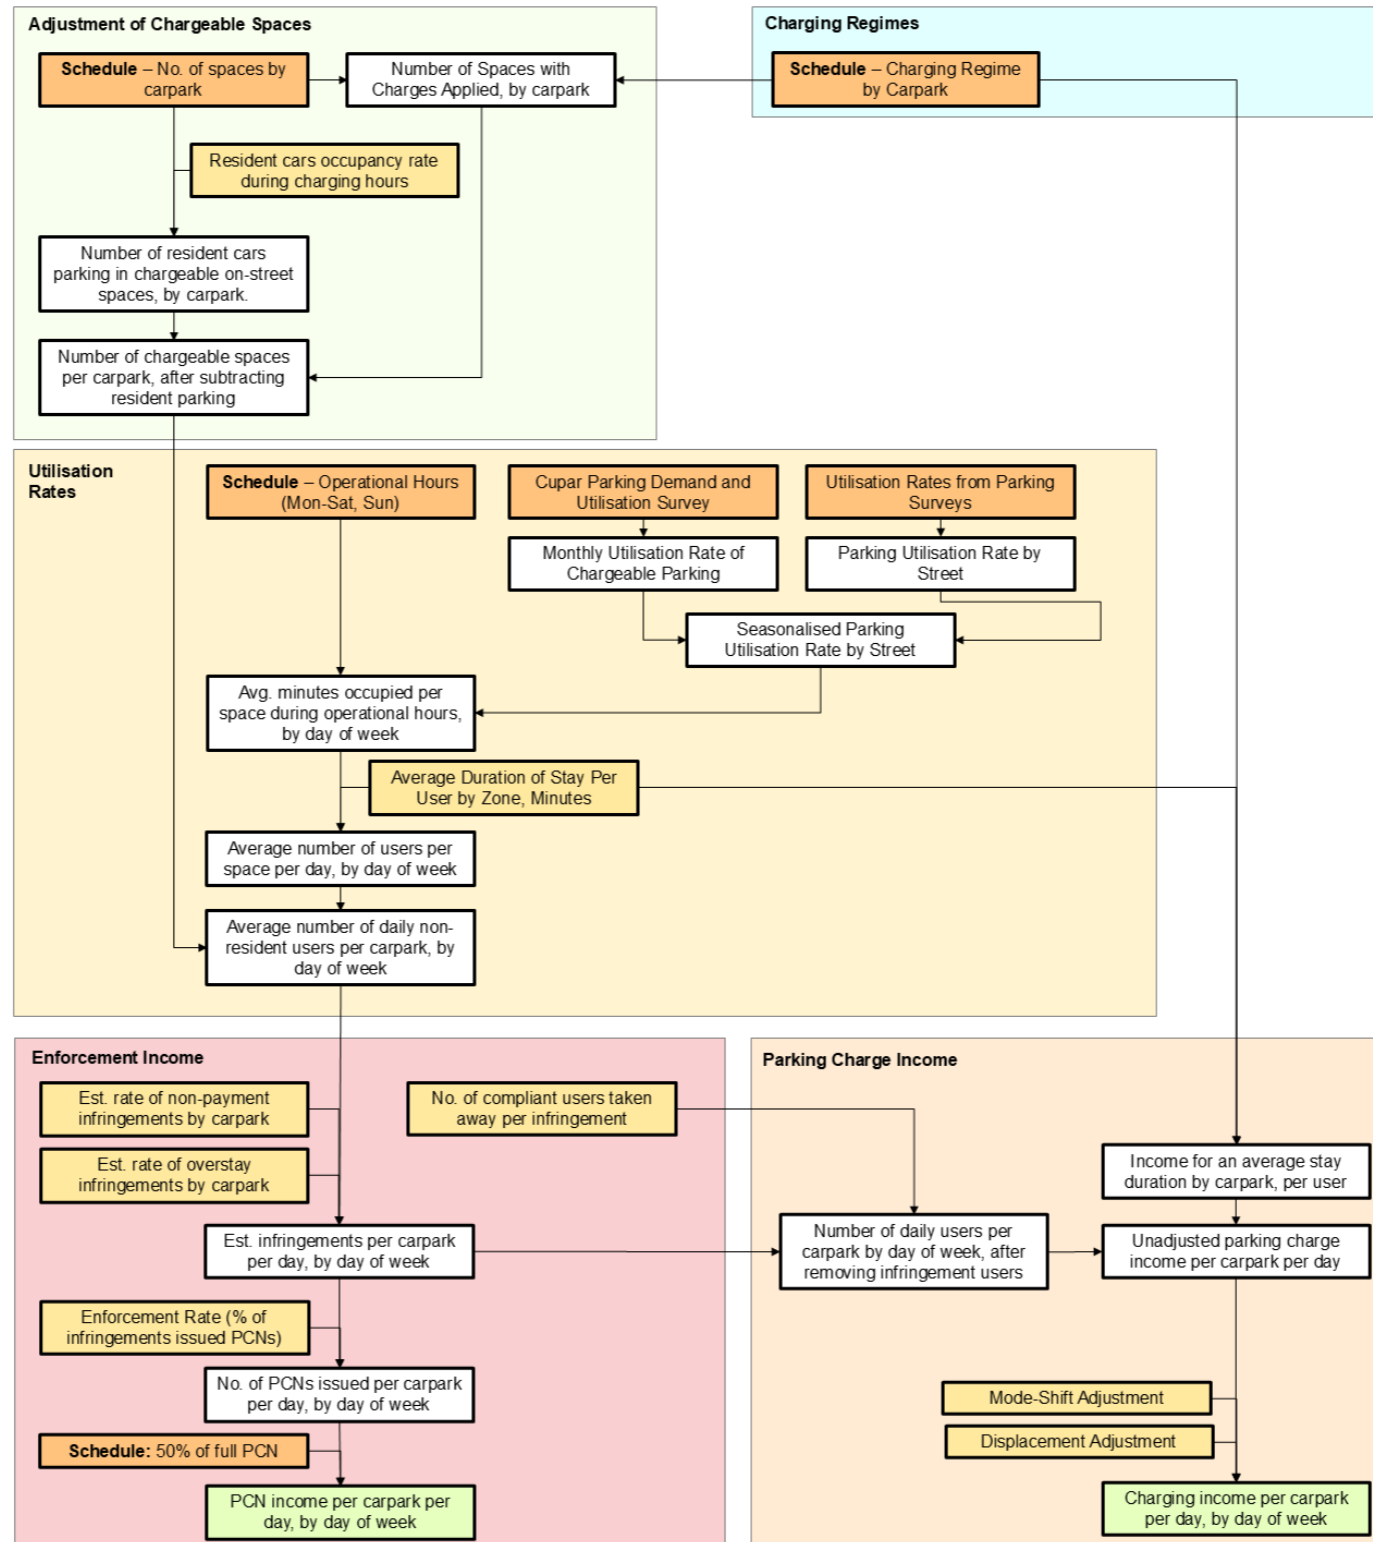 Adjustment of Chargeable Spaces
Schedule – No. of spaces by
carpark
Number of Spaces with
Charges Applied, by carpark
Resident cars occupancy rate
during charging hours
Number of resident cars
parking in chargeable on-street
spaces, by carpark.
Number of chargeable spaces
per carpark, after subtracting
resident parking
Charging Regimes
Schedule – Charging Regime
by Carpark
Utilisation
Rates
Schedule – Operational Hours
(Mon-Sat, Sun)
Cupar Parking Demand and
Utilisation Survey
Utilisation Rates from Parking
Surveys
Monthly Utilisation Rate of
Chargeable Parking
Parking Utilisation Rate by
Street
Seasonalised Parking
Utilisation Rate by Street
Avg. minutes occupied per
space during operational hours,
by day of week
Average Duration of Stay Per
User by Zone, Minutes
Average number of users per
space per day, by day of week
Average number of daily non-
resident users per carpark, by
day of week
Enforcement Income
Est. rate of non-payment
infringements by carpark
No. of compliant users taken
away per infringement
Est. rate of overstay
infringements by carpark
Est. infringements per carpark
per day, by day of week
Enforcement Rate (% of
infringements issued PCNs)
No. of PCNs issued per carpark
per day, by day of week
Schedule: 50% of full PCN
PCN income per carpark per
day, by day of week
Parking Charge Income
Income for an average stay
duration by carpark, per user
Number of daily users per
carpark by day of week, after
removing infringement users
Unadjusted parking charge
income per carpark per day
Mode-Shift Adjustment
Displacement Adjustment
Charging income per carpark
per day, by day of week